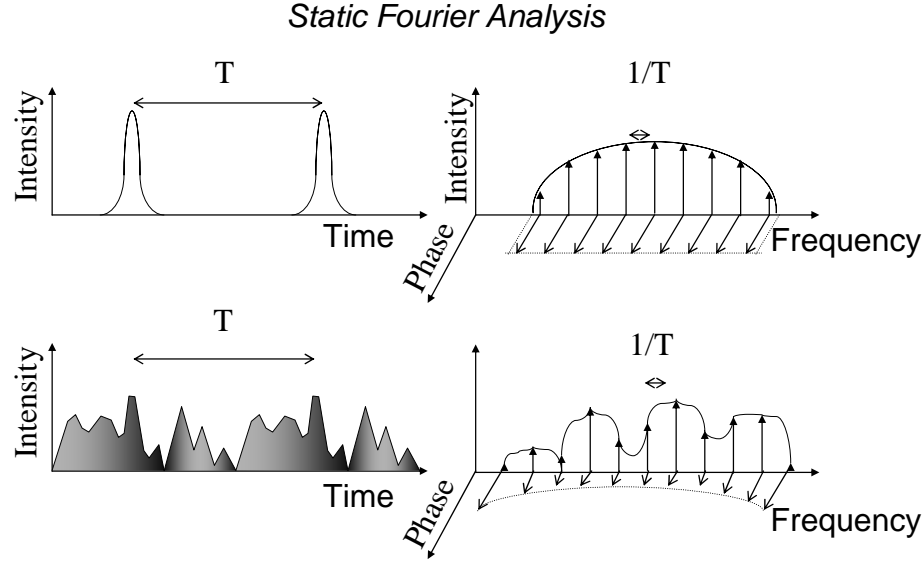 Static Fourier Analysis
T
1/T
Intensity
Intensity
Time
Phase
Frequency
T
1/T
Intensity
Time
Phase
Frequency